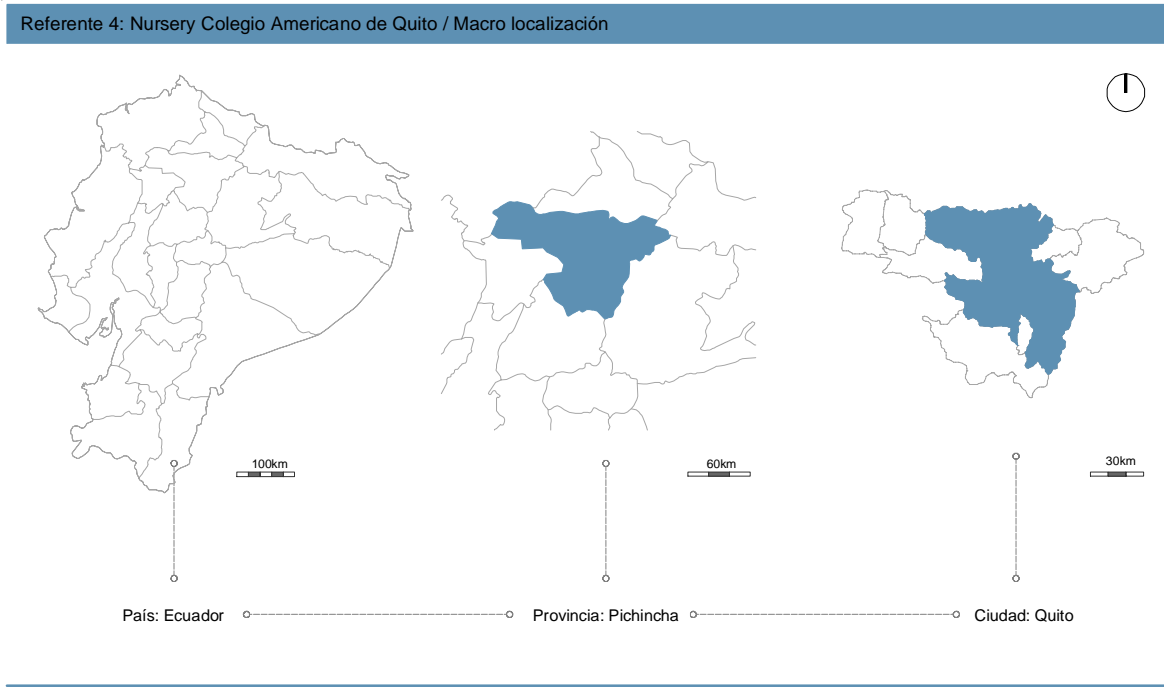 Referente 4: Nursery Colegio Americano de Quito / Macro localización
100km
60km
30km
País: Ecuador
Provincia: Pichincha
Ciudad: Quito